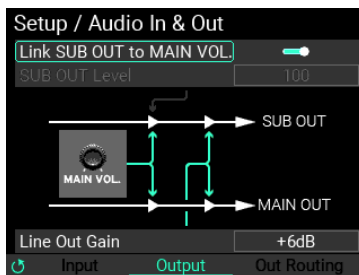 Setup / Audio In & Out
Link SUB OUT to MAIN VOL.
SUB OUT Level 100
SUB OUT
MAIN VOL.
MAIN OUT
Line Out Gain +6dB
Input Output Out Routing